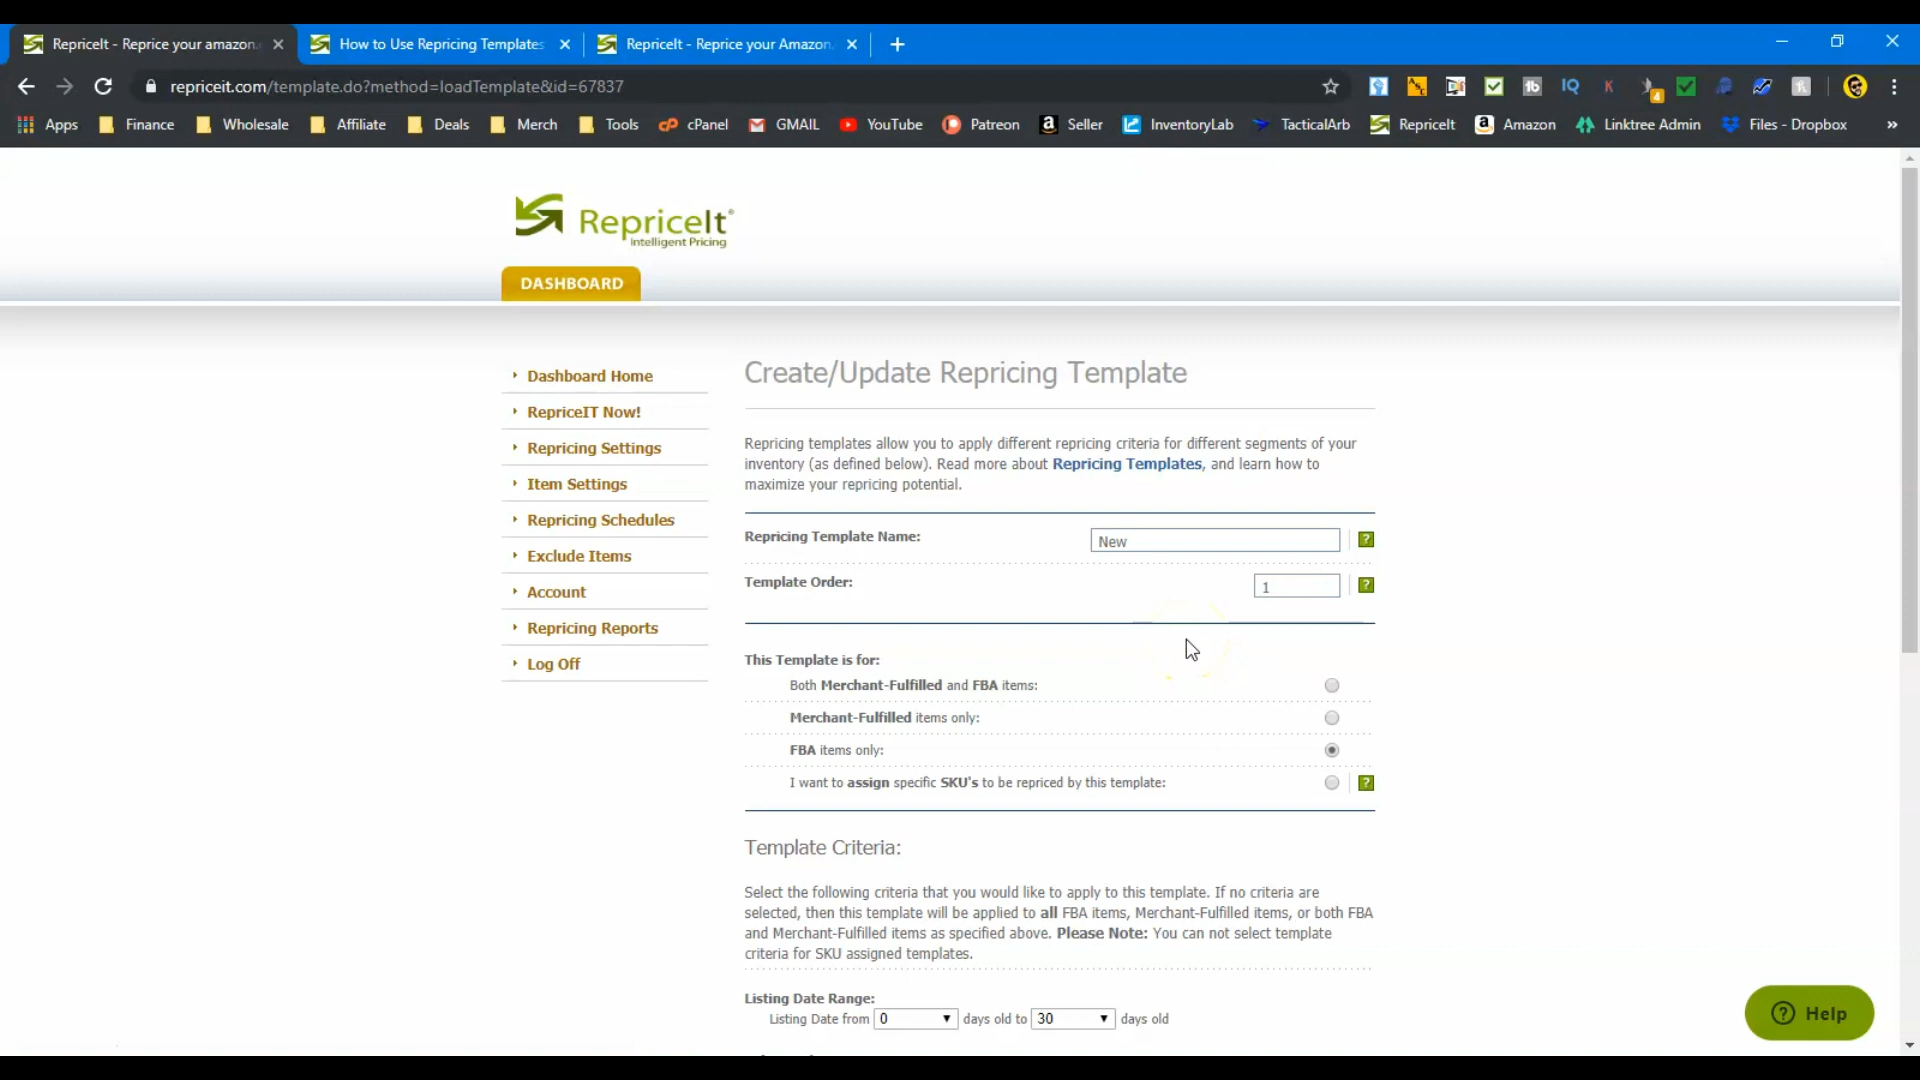 RepriceIt - Reprice your amazon.
How to Use Repricing Templates
RepriceIt - Reprice your Amazon.
repriceit.com/template.do?method=loadTemplate&id=67837
Apps Finance Wholesale Affiliate Deals Merch Tools cPanel GMAIL YouTube Patreon Seller InventoryLab TacticalArb RepriceIt Amazon Linktree Admin Files - Dropbox »
RepriceIt®
Intelligent Pricing
DASHBOARD
Dashboard Home
RepriceIT Now!
Repricing Settings
Item Settings
Repricing Schedules
Exclude Items
Account
Repricing Reports
Log Off
Create/Update Repricing Template
Repricing templates allow you to apply different repricing criteria for different segments of your
inventory (as defined below). Read more about Repricing Templates, and learn how to
maximize your repricing potential.
Repricing Template Name: New ?
Template Order: 1 ?
This Template is for:
Both Merchant-Fulfilled and FBA items:
Merchant-Fulfilled items only:
FBA items only:
I want to assign specific SKU's to be repriced by this template: ?
Template Criteria:
Select the following criteria that you would like to apply to this template. If no criteria are
selected, then this template will be applied to all FBA items, Merchant-Fulfilled items, or both FBA
and Merchant-Fulfilled items as specified above. Please Note: You can not select template
criteria for SKU assigned templates.
Listing Date Range:
Listing Date from 0 days old to 30 days old
? Help